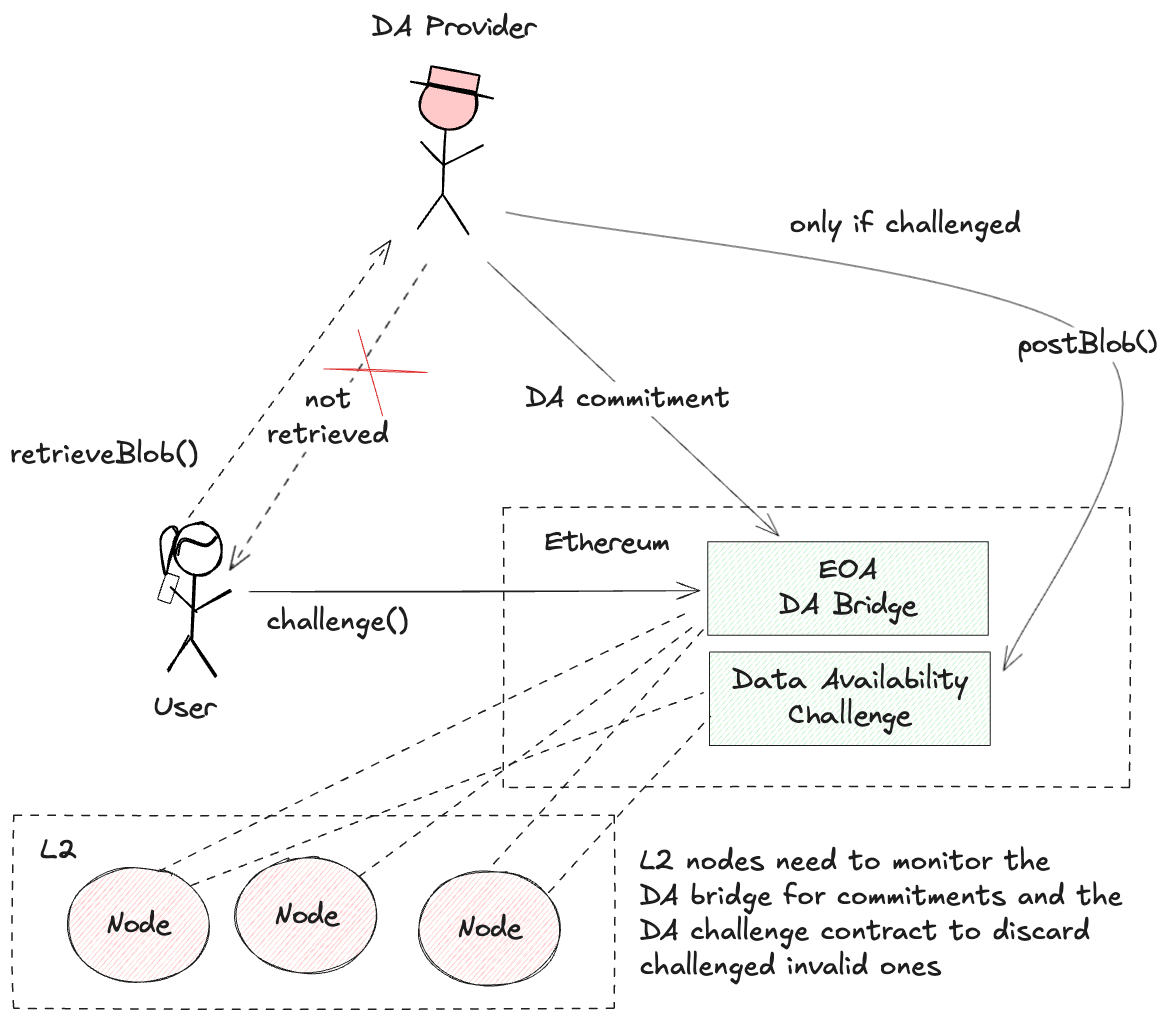 DA Provider
only if challenged
postBlob()
not
retrieved
DA commitment
retrieveBlob()
Ethereum
EOA
DA Bridge
challenge()
Data Availability
Challenge
User
L2
Node
Node
Node
L2 nodes need to monitor the
DA bridge for commitments and the
DA challenge contract to discard
challenged invalid ones